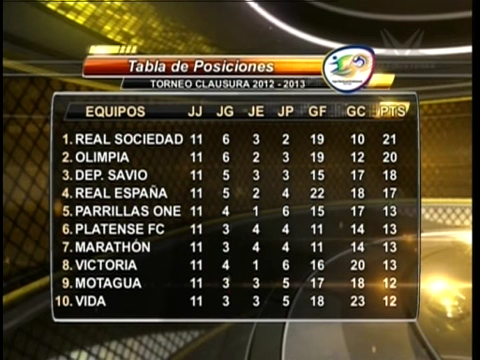 Tabla de Posiciones
TORNEO CLAUSURA 2012 - 2013
EQUIPOS JJ JG JE JP GF GC PTS
1. REAL SOCIEDAD 11 6 3 2 19 10 21
2. OLIMPIA 11 6 2 3 19 12 20
3. DEP. SAVIO 11 5 3 3 15 17 18
4. REAL ESPAÑA 11 5 2 4 22 18 17
5. PARRILLAS ONE 11 4 1 6 15 17 13
6. PLATENSE FC 11 3 4 4 11 14 13
7. MARATHÓN 11 3 4 4 11 14 13
8. VICTORIA 11 4 1 6 16 20 13
9. MOTAGUA 11 3 3 5 17 18 12
10. VIDA 11 3 3 5 18 23 12